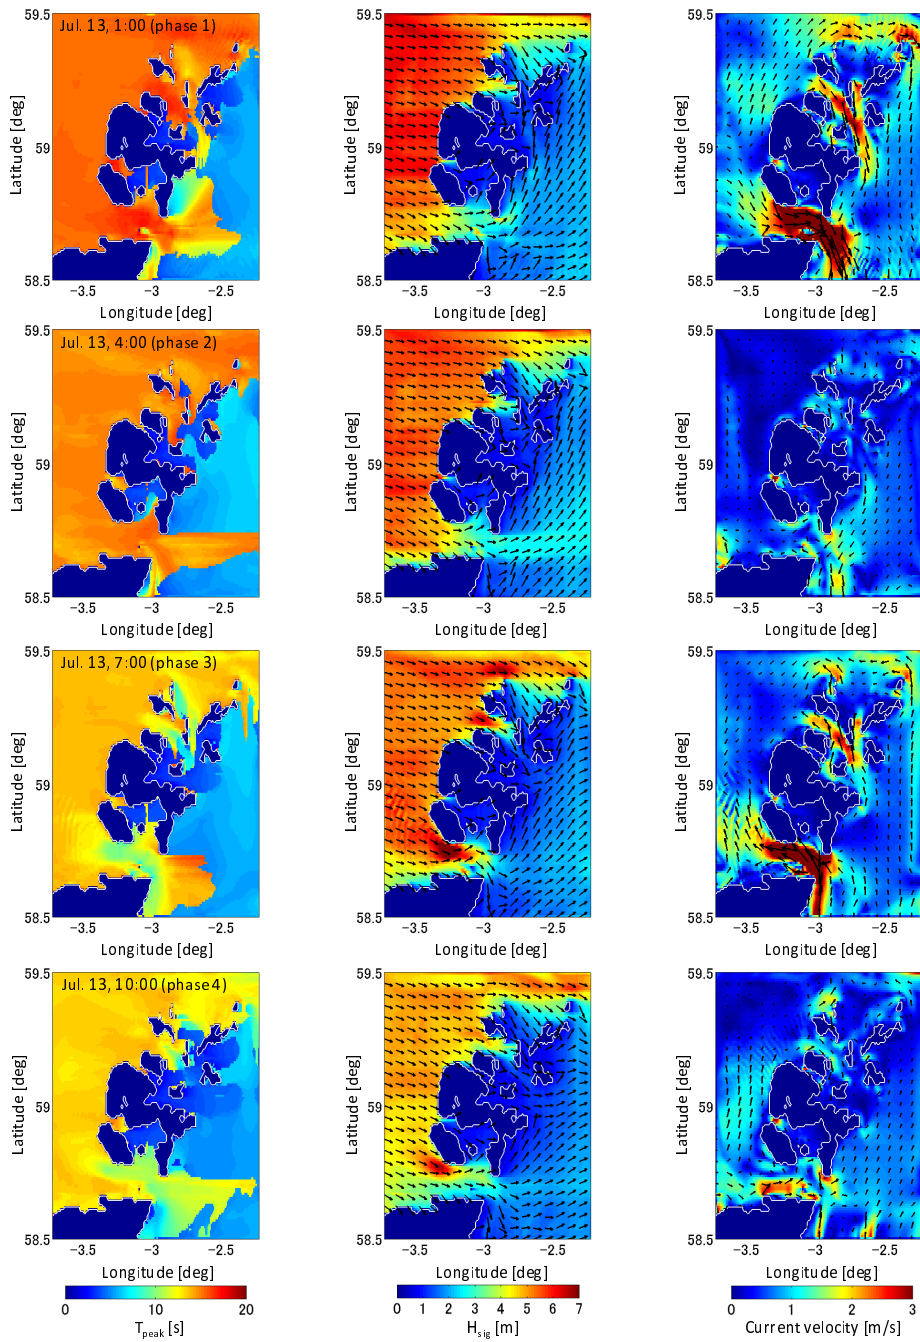 Jul. 13, 1:00 (phase 1)
59.5
59
58.5
Latitude [deg]
-3.5 -3 -2.5
Longitude [deg]
59.5
59
58.5
Latitude [deg]
-3.5 -3 -2.5
Longitude [deg]
59.5
59
58.5
Latitude [deg]
-3.5 -3 -2.5
Longitude [deg]
Jul. 13, 4:00 (phase 2)
59.5
59
58.5
Latitude [deg]
-3.5 -3 -2.5
Longitude [deg]
59.5
59
58.5
Latitude [deg]
-3.5 -3 -2.5
Longitude [deg]
59.5
59
58.5
Latitude [deg]
-3.5 -3 -2.5
Longitude [deg]
Jul. 13, 7:00 (phase 3)
59.5
59
58.5
Latitude [deg]
-3.5 -3 -2.5
Longitude [deg]
59.5
59
58.5
Latitude [deg]
-3.5 -3 -2.5
Longitude [deg]
59.5
59
58.5
Latitude [deg]
-3.5 -3 -2.5
Longitude [deg]
Jul. 13, 10:00 (phase 4)
59.5
59
58.5
Latitude [deg]
-3.5 -3 -2.5
Longitude [deg]
59.5
59
58.5
Latitude [deg]
-3.5 -3 -2.5
Longitude [deg]
59.5
59
58.5
Latitude [deg]
-3.5 -3 -2.5
Longitude [deg]
0 10 20
Tpeak [s]
0 1 2 3 4 5 6 7
Hsig [m]
0 1 2 3
Current velocity [m/s]